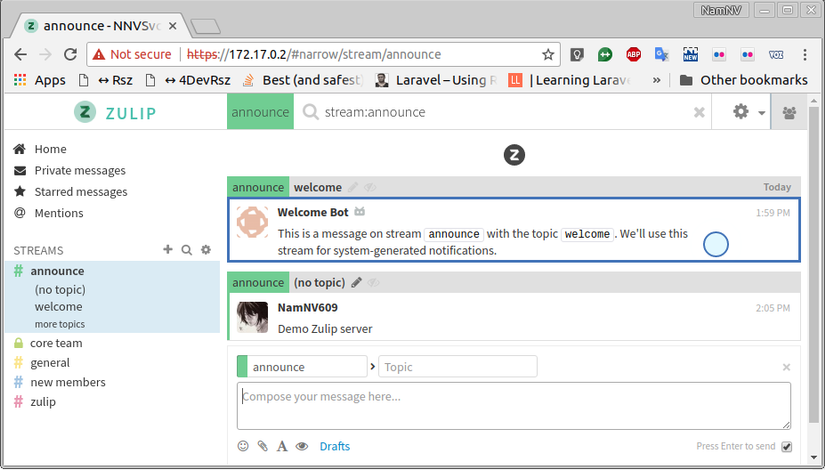 NamNV
announce - NNVSvc
Not secure https://172.17.0.2/#narrow/stream/announce
Apps ↔ Rsz ↔ 4DevRsz Best (and safest Laravel – Using | Learning Larav » Other bookmarks
ZULIP
announce stream:announce
Home
Private messages
Starred messages
Mentions
STREAMS
# announce
(no topic)
welcome
more topics
core team
# general
# new members
# zulip
announce welcome Today
Welcome Bot 1:59 PM
This is a message on stream announce with the topic welcome. We'll use this
stream for system-generated notifications.
announce (no topic)
NamNV609 2:05 PM
Demo Zulip server
announce > Topic
Compose your message here...
Drafts Press Enter to send